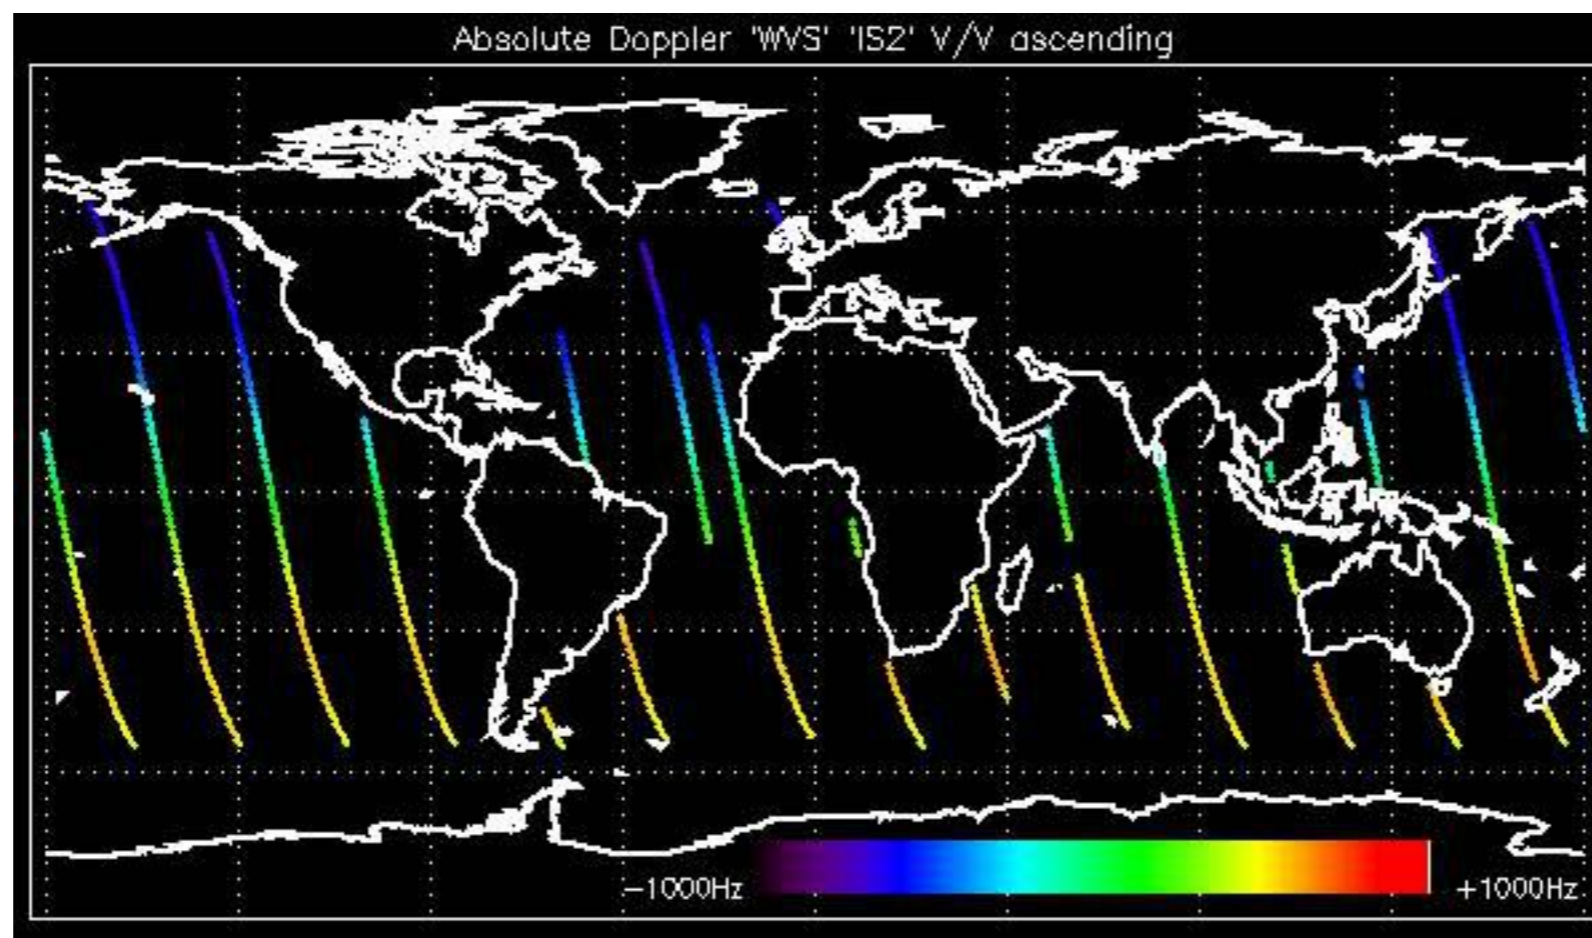 Absolute Doppler 'WVS' 'IS2' V/V ascending
-1000Hz +1000Hz